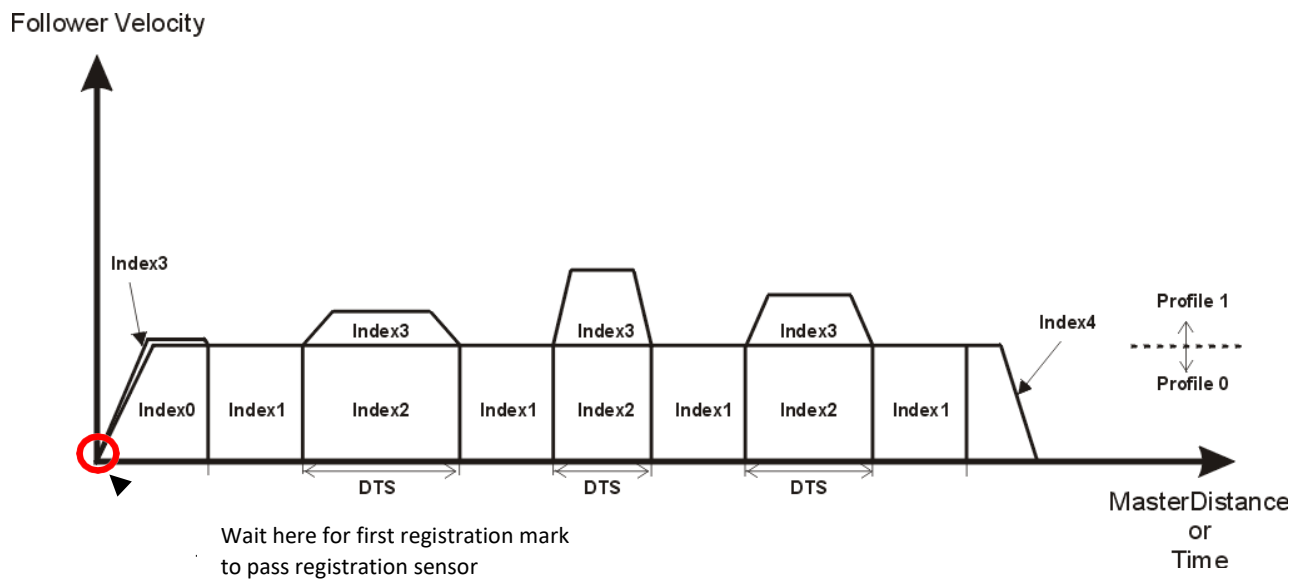 Follower Velocity
Index3
Index3
Index3
Index3
Profile 1
Index4
Profile 0
Index0
Index1
Index2
Index1
Index2
Index1
Index2
Index1
DTS
DTS
DTS
MasterDistance
or
Time
Wait here for first registration mark
to pass registration sensor